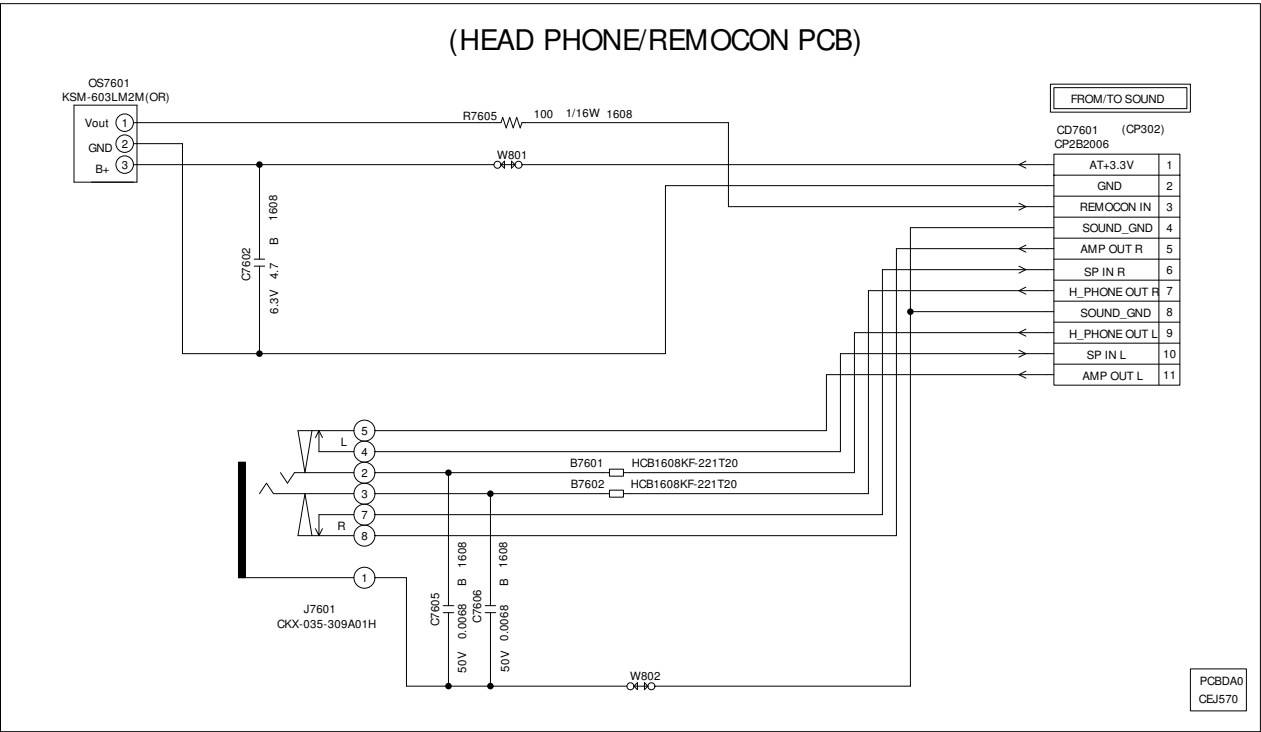 (HEAD PHONE/REMOCON PCB)
OS7601
KSM-603LM2M(OR)
Vout 1
GND 2
B+ 3
R7605 100 1/16W 1608
W801
C7602
6.3V 4.7 B 1608
FROM/TO SOUND
CD7601 (CP302)
CP2B2006
AT+3.3V 1
GND 2
REMOCON IN 3
SOUND_GND 4
AMP OUT R 5
SP IN R 6
H_PHONE OUT R 7
SOUND_GND 8
H_PHONE OUT L 9
SP IN L 10
AMP OUT L 11
5
L 4
2
3
7
R 8
1
B7601 HCB1608KF-221T20
B7602 HCB1608KF-221T20
J7601
CKX-035-309A01H
C7605
50V 0.0068 B 1608
C7606
50V 0.0068 B 1608
W802
PCBDA0
CEJ570